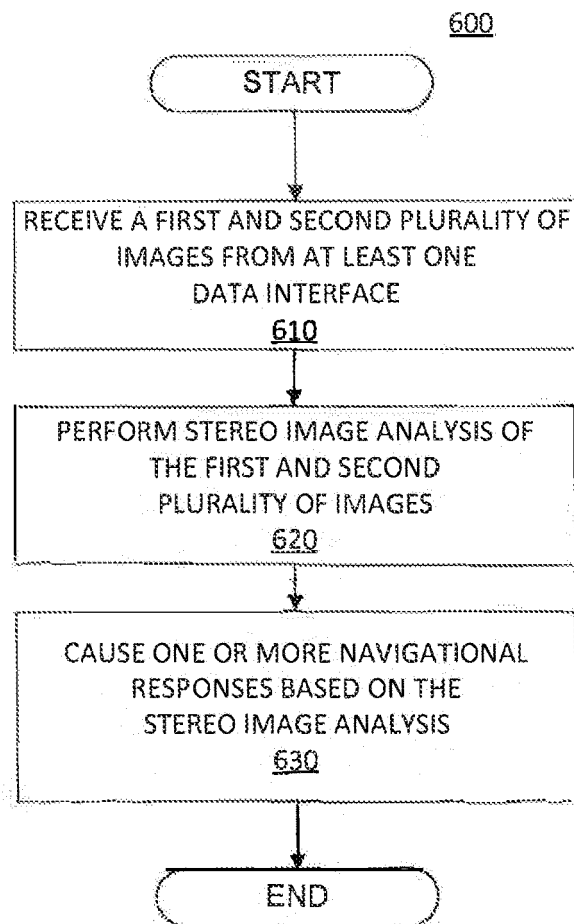 600
START
RECEIVE A FIRST AND SECOND PLURALITY OF
IMAGES FROM AT LEAST ONE
DATA INTERFACE
610
PERFORM STEREO IMAGE ANALYSIS OF
THE FIRST AND SECOND
PLURALITY OF IMAGES
620
CAUSE ONE OR MORE NAVIGATIONAL
RESPONSES BASED ON THE
STEREO IMAGE ANALYSIS
630
END